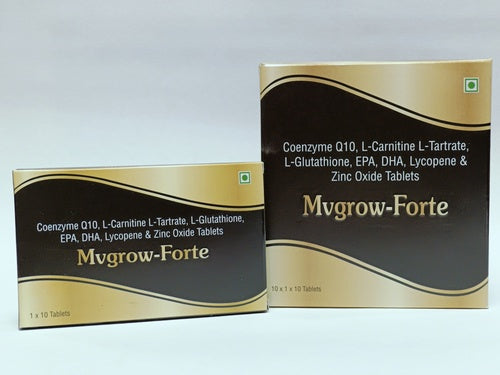 Coenzyme Q10, L-Carnitine L-Tartrate, L-Glutathione,
EPA, DHA, Lycopene & Zinc Oxide Tablets
Mvgrow-Forte
1 x 10 Tablets
Coenzyme Q10, L-Carnitine L-Tartrate,
L-Glutathione, EPA, DHA, Lycopene &
Zinc Oxide Tablets
Mvgrow-Forte
10 x 1 x 10 Tablets